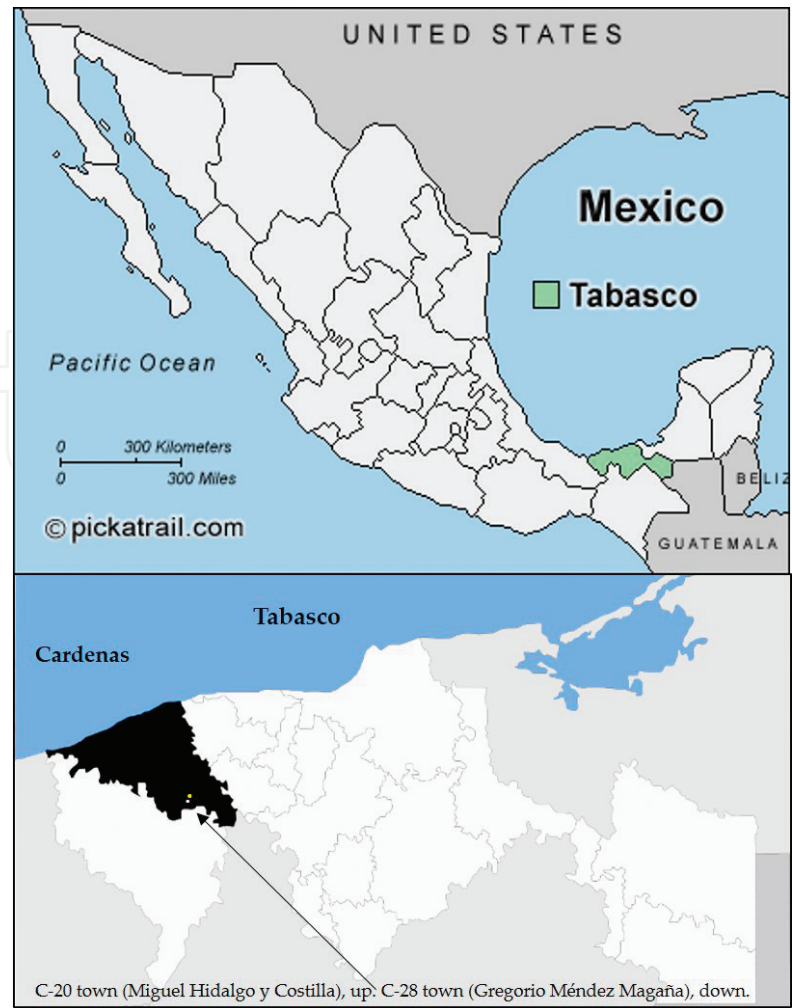 UNITED STATES
Mexico
Tabasco
Pacific Ocean
0 300 Kilometers
0 300 Miles
BELIZ
© pickatrail.com
GUATEMALA
Tabasco
Cardenas
C-20 town (Miguel Hidalgo y Costilla), up: C-28 town (Gregorio Méndez Magaña), down.